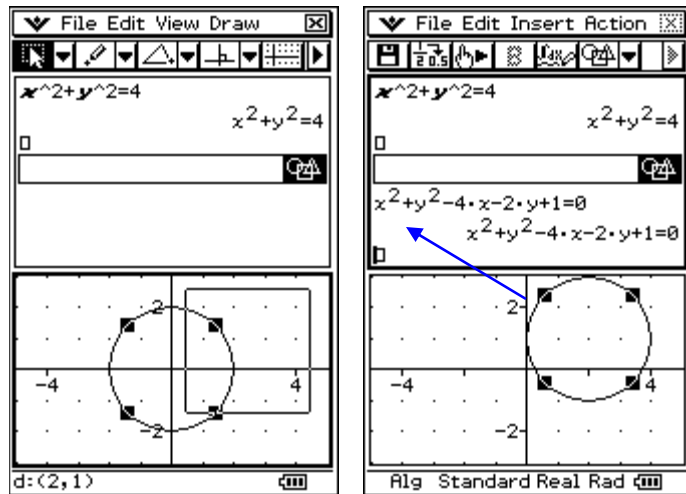 File Edit View Draw
x^2+y^2=4
x²+y²=4
2
-4
4
-2
d:(2,1)
File Edit Insert Action
x^2+y^2=4
x²+y²=4
x²+y²-4·x-2·y+1=0
x²+y²-4·x-2·y+1=0
2
-4
4
-2
Alg Standard Real Rad